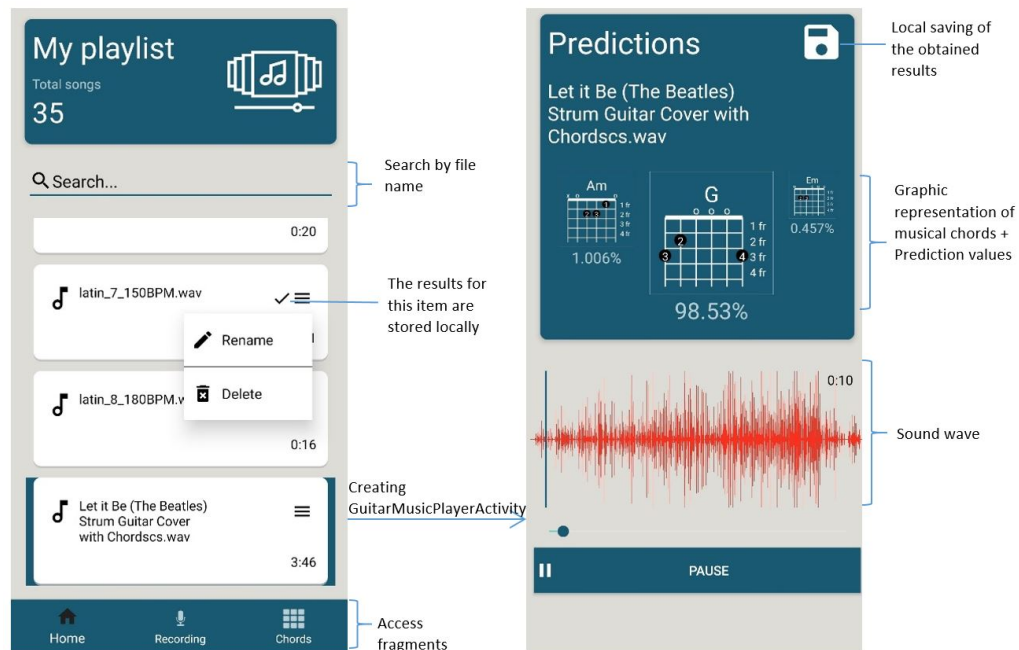 My playlist
Total songs
35
Search...
0:20
latin_7_150BPM.wav
Rename
Delete
latin_8_180BPM.w
0:16
Let it Be (The Beatles)
Strum Guitar Cover
with Chordscs.wav
3:46
Home
Recording
Chords
Search by file
name
The results for
this item are
stored locally
Creating
GuitarMusicPlayerActivity
Access
fragments
Predictions
Let it Be (The Beatles)
Strum Guitar Cover with
Chordscs.wav
Am
1 fr
2 fr
3 fr
4 fr
1.006%
G
1 fr
2 fr
3 fr
4 fr
98.53%
Em
0.457%
0:10
PAUSE
Local saving of
the obtained
results
Graphic
representation of
musical chords +
Prediction values
Sound wave